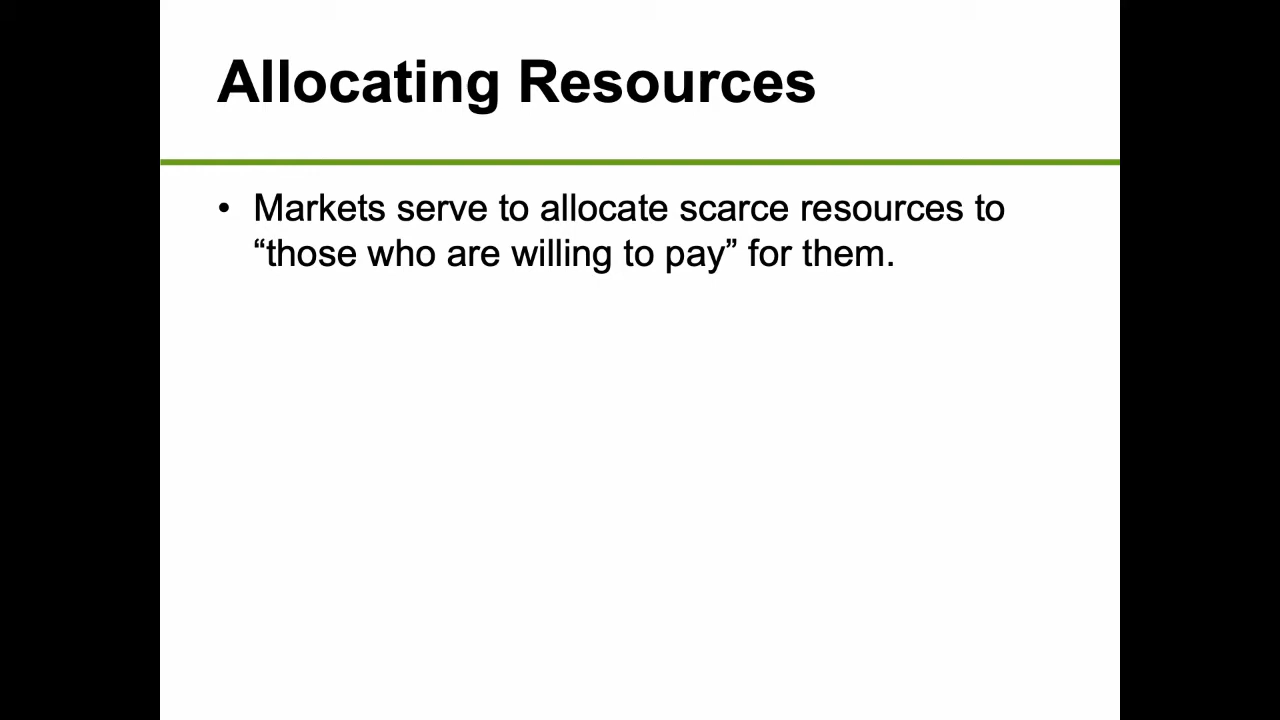 Allocating Resources
• Markets serve to allocate scarce resources to
“those who are willing to pay” for them.